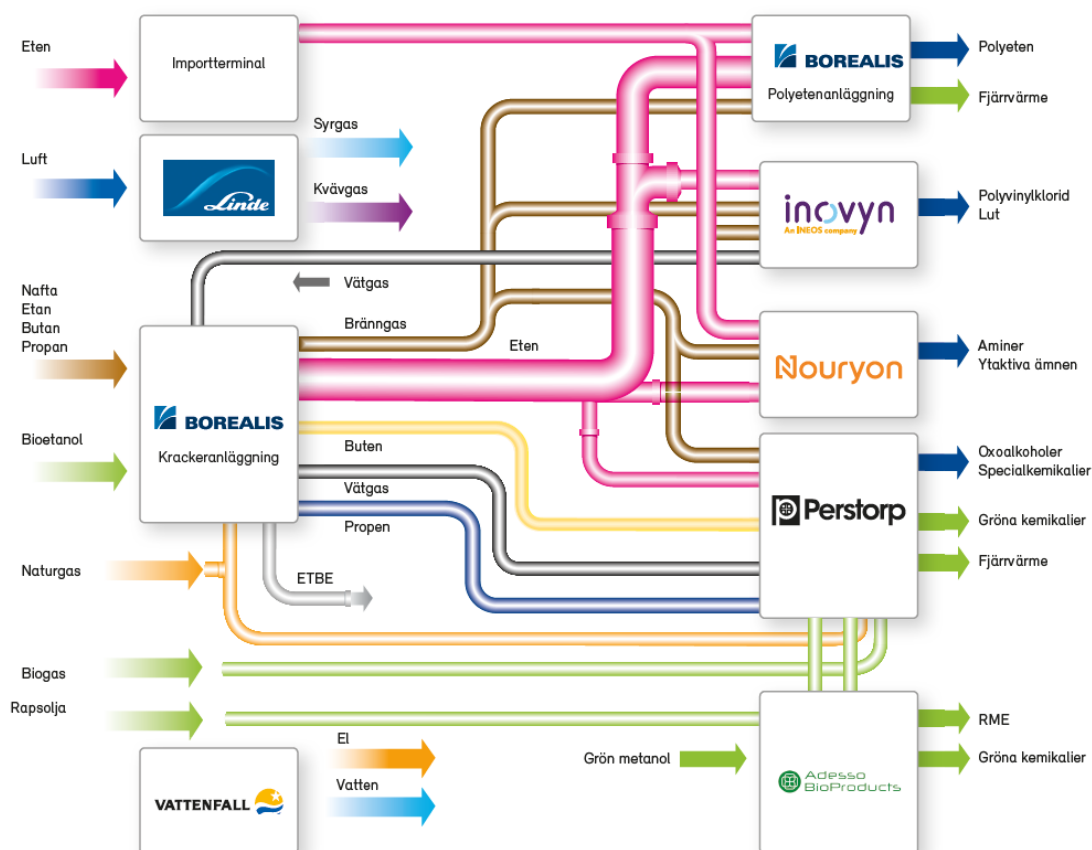 Eten
Importterminal
BOREALIS
Polyetenanläggning
Polyeten
Fjärrvärme
Luft
Linde
Syrgas
Kvävgas
inovyn
An INEOS company
Polyvinylklorid
Lut
Nafta
Etan
Butan
Propan
Vätgas
Bränngas
Eten
Nouryon
Aminer
Ytaktiva ämnen
Bioetanol
BOREALIS
Krackeranläggning
Buten
Vätgas
Propen
Perstorp
Oxoalkoholer
Specialkemikalier
Gröna kemikalier
Fjärrvärme
Naturgas
ETBE
Biogas
Rapsolja
El
Vatten
VATTENFALL
Grön metanol
Adesso
BioProducts
RME
Gröna kemikalier